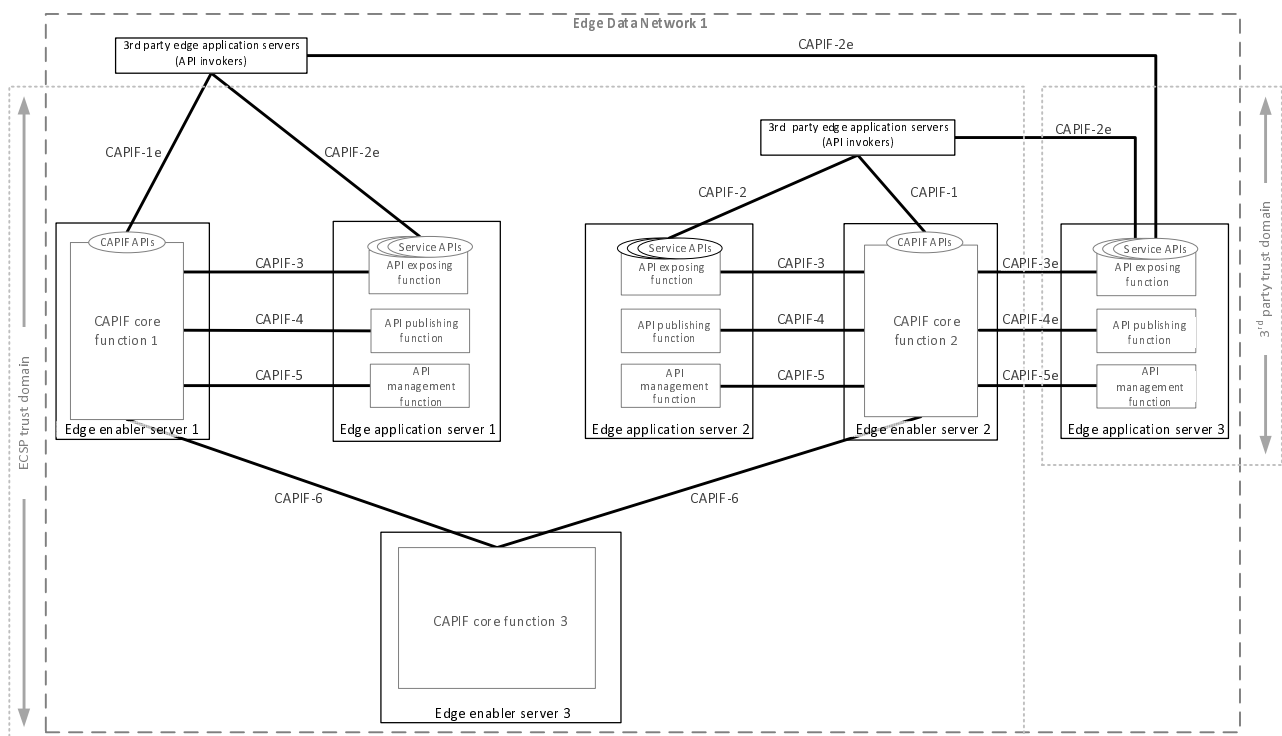 Edge Data Network 1
3rd party edge application servers
(API invokers)
CAPIF-2e
3rd party edge application servers
(API invokers)
CAPIF-2e
CAPIF-1e
CAPIF-2e
CAPIF-2
CAPIF-1
CAPIF APIs
Service APIs
Service APIs
CAPIF APIs
Service APIs
CAPIF core
function 1
CAPIF-3
API exposing
function
CAPIF-4
API publishing
function
CAPIF-5
API
management
function
Edge enabler server 1
Edge application server 1
API exposing
function
CAPIF-3
API publishing
function
CAPIF-4
API
management
function
CAPIF-5
CAPIF core
function 2
Edge application server 2
Edge enabler server 2
CAPIF-3e
API exposing
function
CAPIF-4e
API publishing
function
CAPIF-5e
API
management
function
Edge application server 3
ECSP trust domain
3rd party trust domain
CAPIF-6
CAPIF-6
CAPIF core function 3
Edge enabler server 3